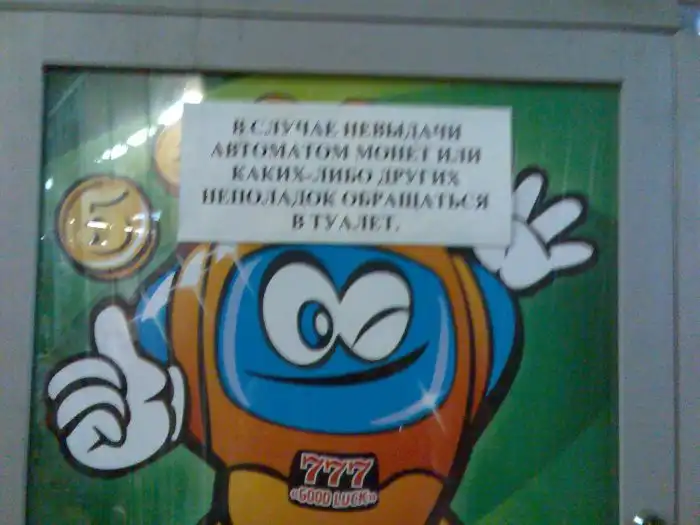 В СЛУЧАЕ НЕВЫДАЧИ
АВТОМАТОМ МОНЕТ ИЛИ
КАКИХ-ЛИБО ДРУГИХ
НЕПОЛАДОК ОБРАЩАТЬСЯ
В ТУАЛЕТ.
777
«GOOD LUCK»